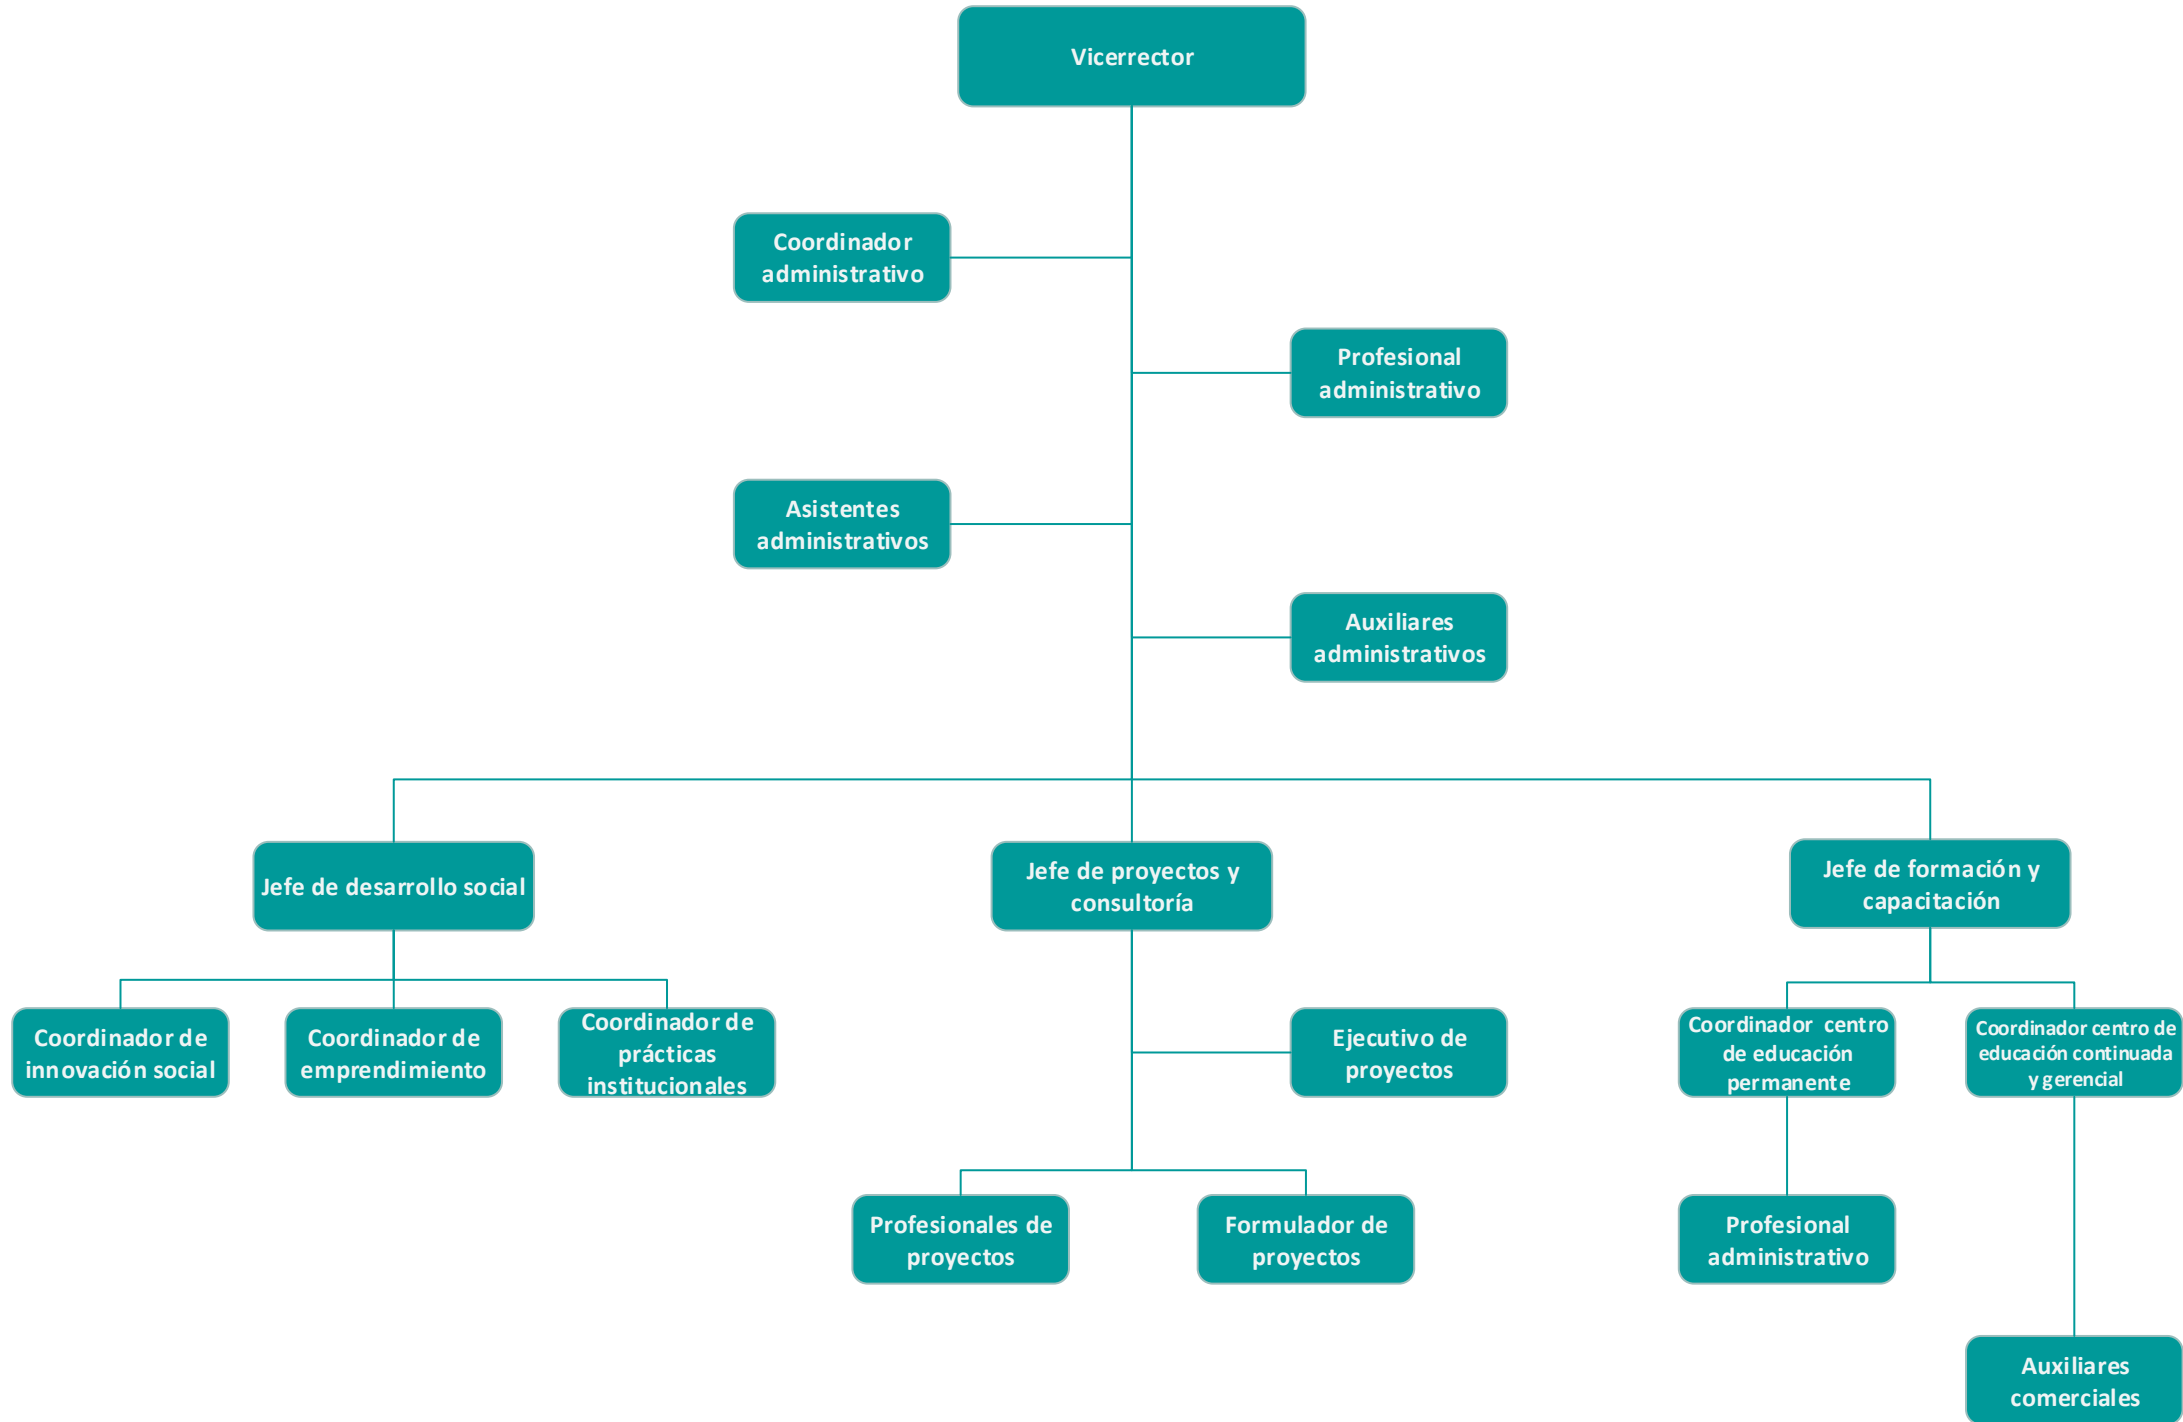 Vicerrector
Coordinador
administrativo
Profesional
administrativo
Asistentes
administrativos
Auxiliares
administrativos
Jefe de desarrollo social
Jefe de proyectos y
consultoría
Jefe de formación y
capacitación
Coordinador de
innovación social
Coordinador de
emprendimiento
Coordinador de
prácticas
institucionales
Ejecutivo de
proyectos
Coordinador centro
de educación
permanente
Coordinador centro de
educación continuada
y gerencial
Profesionales de
proyectos
Formulador de
proyectos
Profesional
administrativo
Auxiliares
comerciales